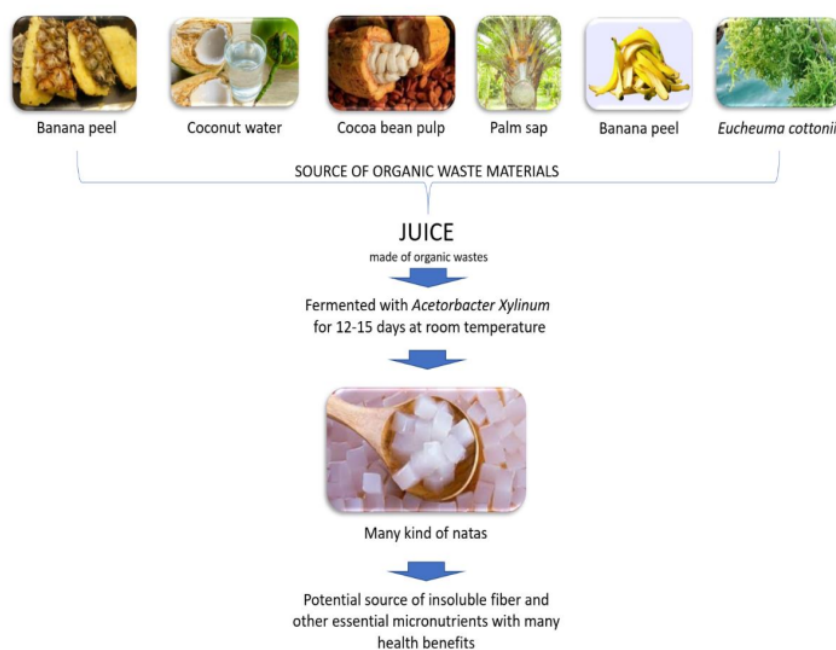 Banana peel
Coconut water
Cocoa bean pulp
Palm sap
Banana peel
Eucheuma cottonii
SOURCE OF ORGANIC WASTE MATERIALS
JUICE
made of organic wastes
Fermented with Acetorbacter Xylinum
for 12-15 days at room temperature
Many kind of natas
Potential source of insoluble fiber and
other essential micronutrients with many
health benefits